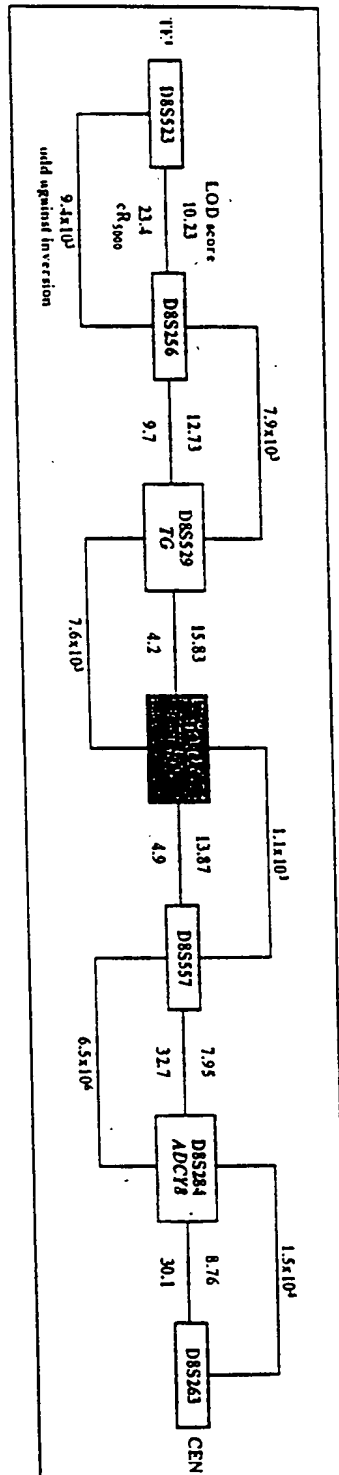 TEL
D8S523
LOD score
10.23
23.4
cR5000
9.4x10³
odd against inversion
D8S256
7.9x10³
12.73
9.7
D8S529
TG
15.83
4.2
7.6x10³
1.1x10³
13.87
4.9
D8S557
7.95
32.7
6.5x10⁶
D8S284
ADCY8
1.5x10⁴
8.76
30.1
D8S263
CEN